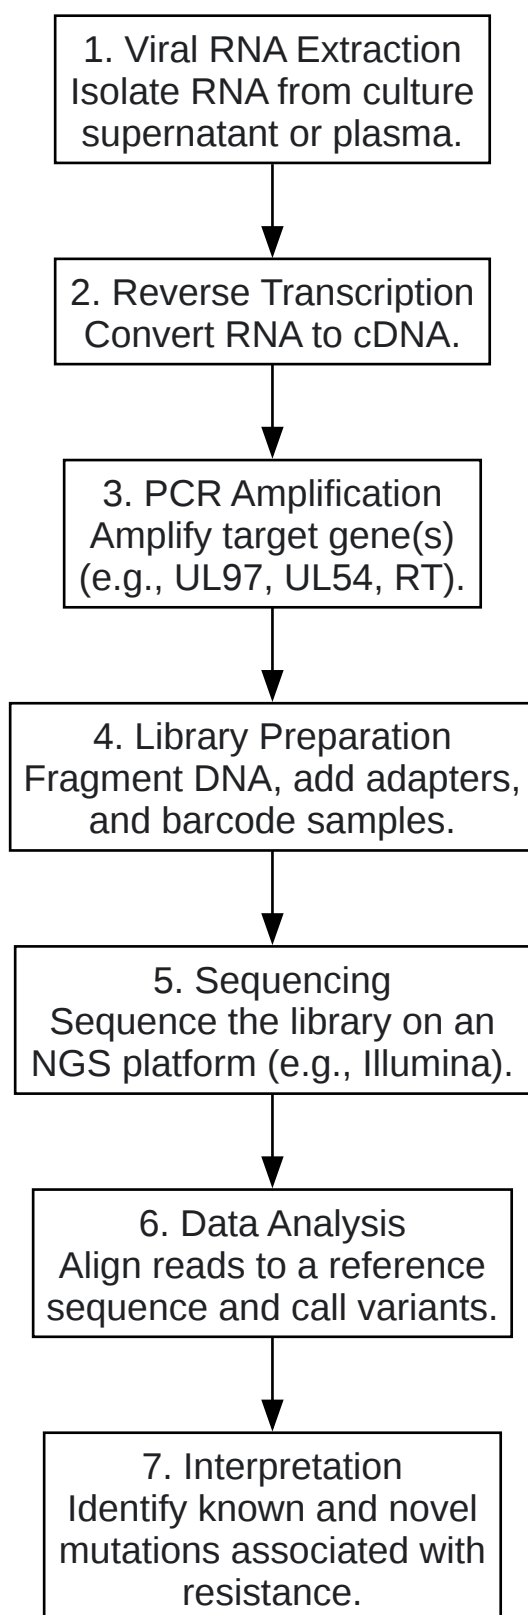 1. Viral RNA Extraction
Isolate RNA from culture
supernatant or plasma.
2. Reverse Transcription
Convert RNA to cDNA.
3. PCR Amplification
Amplify target gene(s)
(e.g., UL97, UL54, RT).
4. Library Preparation
Fragment DNA, add adapters,
and barcode samples.
5. Sequencing
Sequence the library on an
NGS platform (e.g., Illumina).
6. Data Analysis
Align reads to a reference
sequence and call variants.
7. Interpretation
Identify known and novel
mutations associated with
resistance.